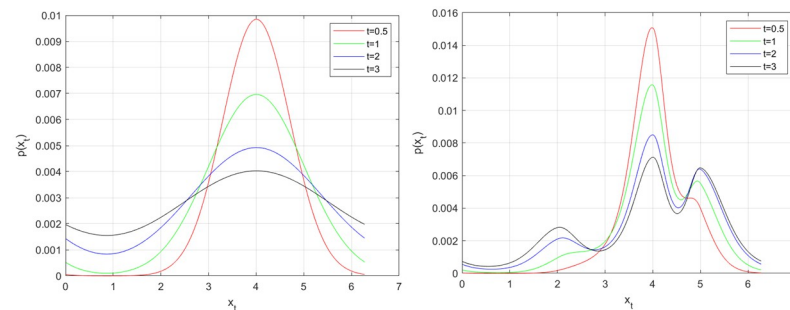 0.01
0.009
0.008
0.007
0.006
0.005
0.004
0.003
0.002
0.001
0
p(x_t)
0 1 2 3 4 5 6 7
x_t
t=0.5
t=1
t=2
t=3
0.016
0.014
0.012
0.010
0.008
0.006
0.004
0.002
0
p(x_t)
0 1 2 3 4 5 6
x_t
t=0.5
t=1
t=2
t=3